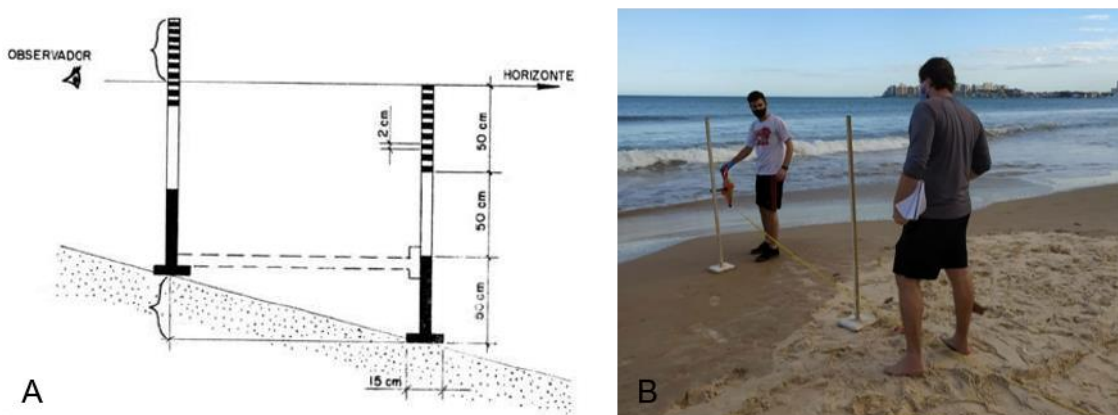 OBSERVADOR
HORIZONTE
2 cm
50 cm
50 cm
50 cm
15 cm
A
B